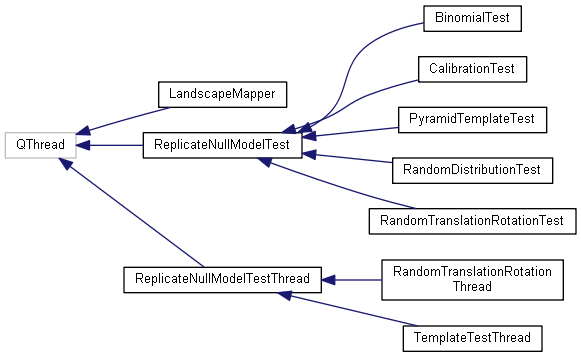 BinomialTest
CalibrationTest
LandscapeMapper
PyramidTemplateTest
QThread
ReplicateNullModelTest
RandomDistributionTest
RandomTranslationRotationTest
ReplicateNullModelTestThread
RandomTranslationRotation
Thread
TemplateTestThread